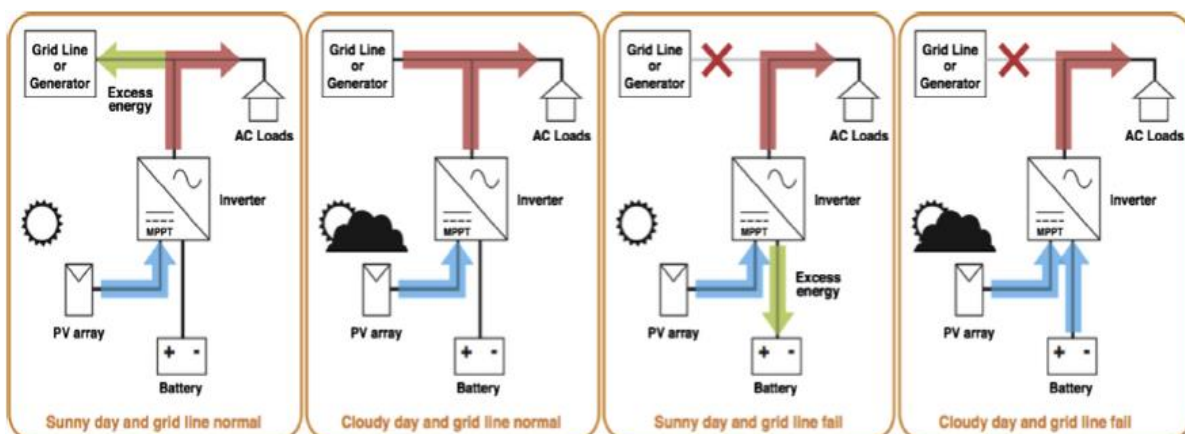 Grid Line
or
Generator
Excess
energy
AC Loads
Inverter
MPPT
PV array
+ -
Battery
Sunny day and grid line normal
Grid Line
or
Generator
AC Loads
Inverter
MPPT
PV array
+ -
Battery
Cloudy day and grid line normal
Grid Line
or
Generator
AC Loads
Inverter
MPPT
Excess
energy
PV array
+ -
Battery
Sunny day and grid line fail
Grid Line
or
Generator
AC Loads
Inverter
MPPT
PV array
+ -
Battery
Cloudy day and grid line fail